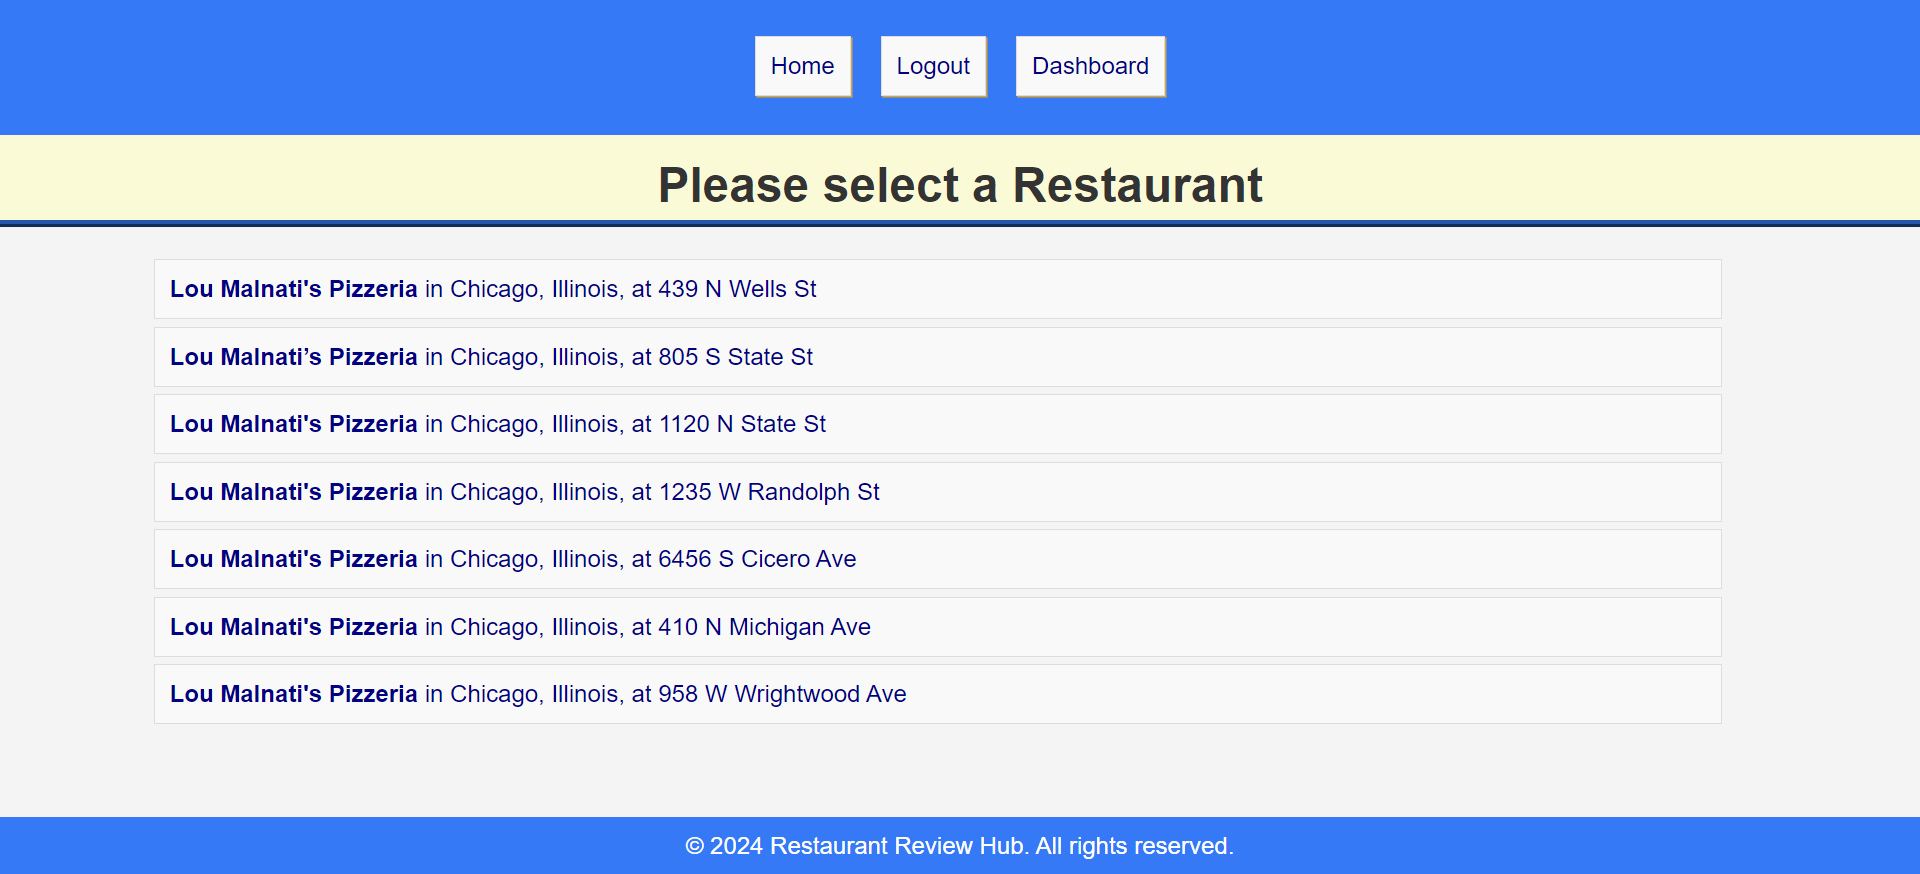 Home Logout Dashboard
Please select a Restaurant
Lou Malnati's Pizzeria in Chicago, Illinois, at 439 N Wells St
Lou Malnati’s Pizzeria in Chicago, Illinois, at 805 S State St
Lou Malnati's Pizzeria in Chicago, Illinois, at 1120 N State St
Lou Malnati's Pizzeria in Chicago, Illinois, at 1235 W Randolph St
Lou Malnati's Pizzeria in Chicago, Illinois, at 6456 S Cicero Ave
Lou Malnati's Pizzeria in Chicago, Illinois, at 410 N Michigan Ave
Lou Malnati's Pizzeria in Chicago, Illinois, at 958 W Wrightwood Ave
© 2024 Restaurant Review Hub. All rights reserved.